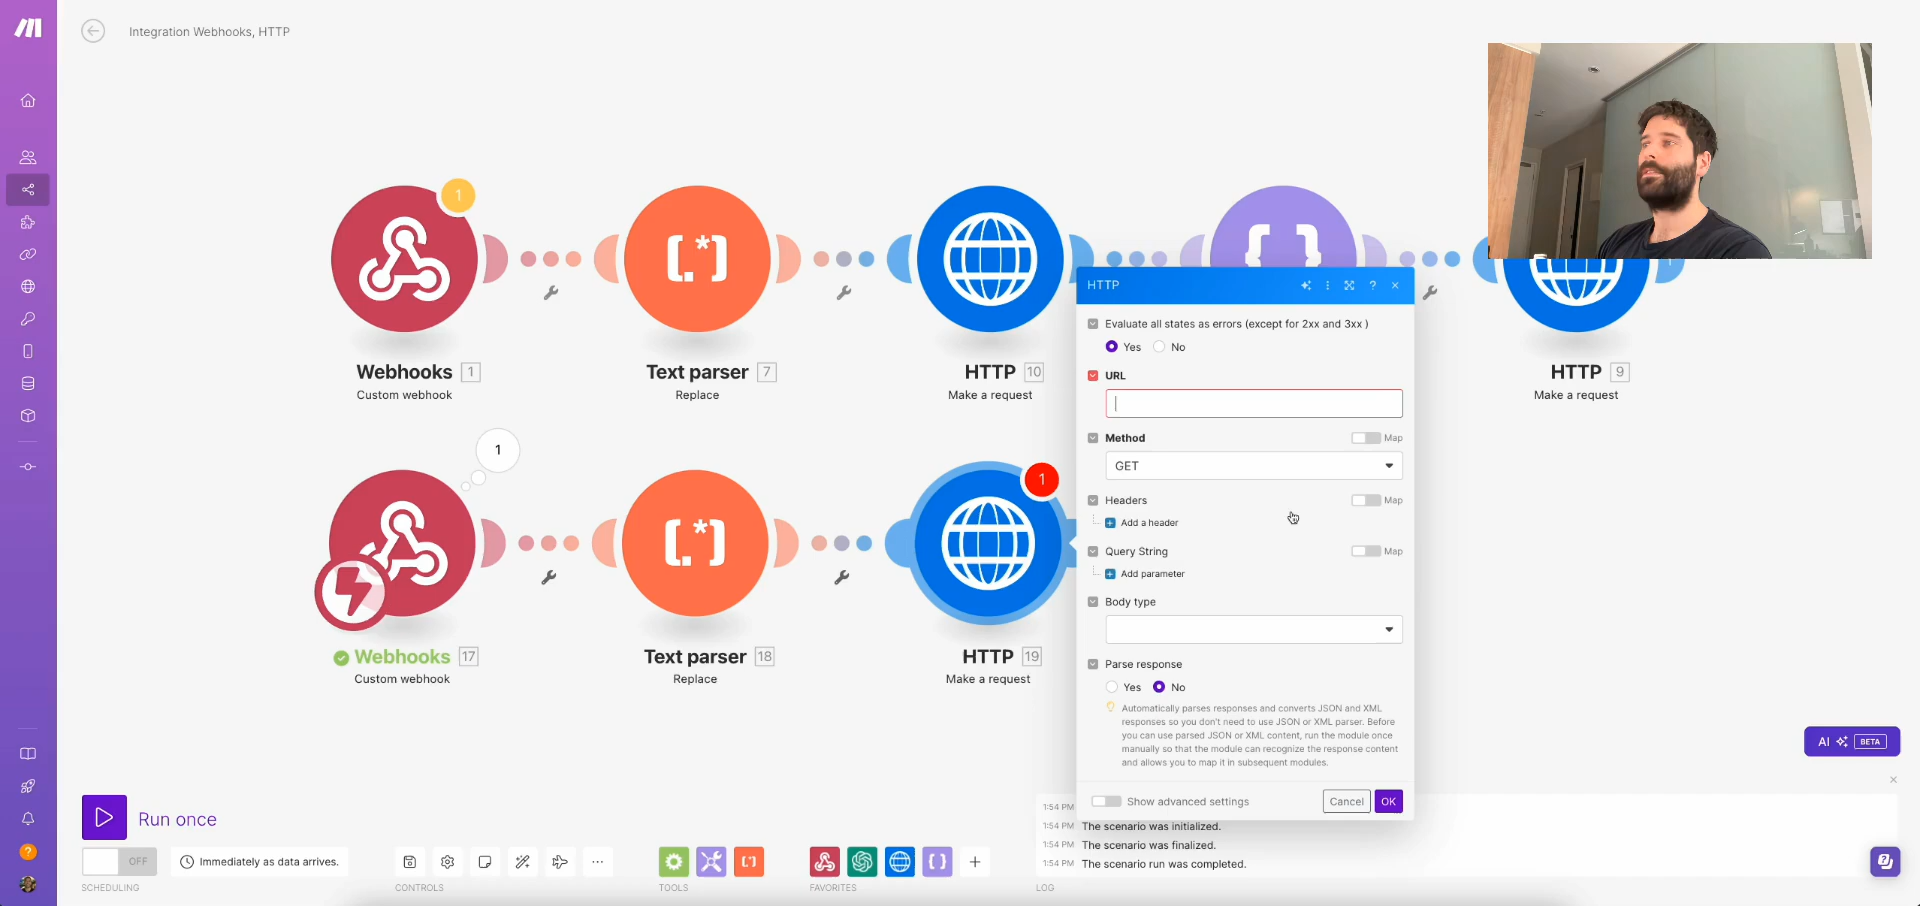 Integration Webhooks, HTTP
1
[.*]
{ }
Webhooks 1
Custom webhook
Text parser 7
Replace
HTTP 10
Make a request
HTTP 9
Make a request
1
[.*]
1
Webhooks 17
Custom webhook
Text parser 18
Replace
HTTP 19
Make a request
HTTP
?
Evaluate all states as errors (except for 2xx and 3xx )
Yes No
URL
Method Map
GET
Headers Map
Add a header
Query String Map
Add parameter
Body type
Parse response
Yes No
Automatically parses responses and converts JSON and XML
responses so you don't need to use JSON or XML parser. Before
you can use parsed JSON or XML content, run the module once
manually so that the module can recognize the response content
and allows you to map it in subsequent modules.
Show advanced settings Cancel OK
AI BETA
Run once
OFF Immediately as data arrives.
SCHEDULING CONTROLS TOOLS FAVORITES LOG
1:54 PM
1:54 PM The scenario was initialized.
1:54 PM The scenario was finalized.
1:54 PM The scenario run was completed.